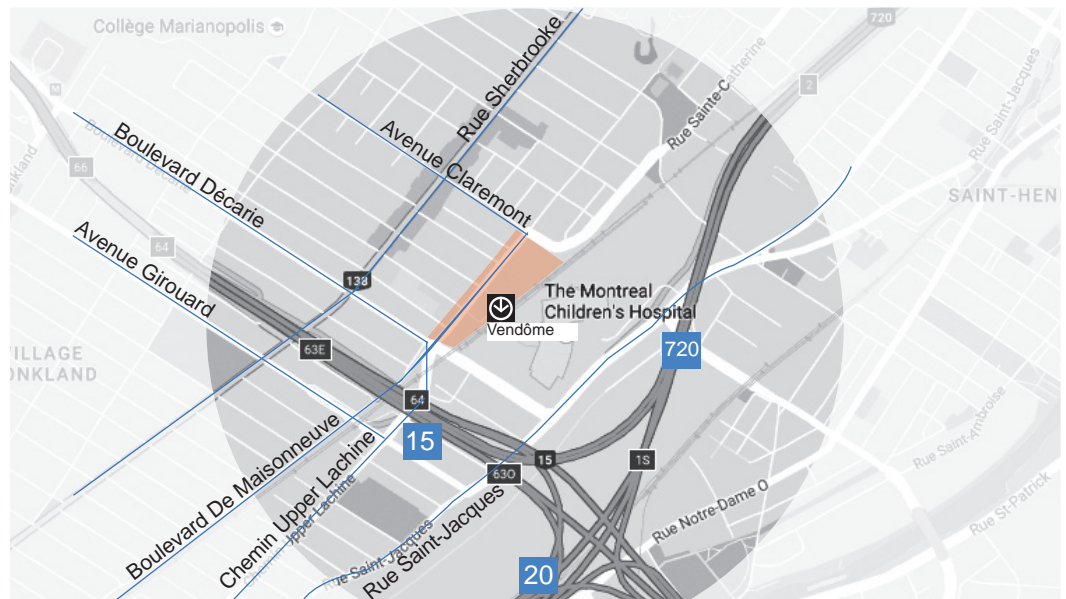 Collège Marianopolis
720
Rue Sherbrooke
Rue Sainte-Catherine
2
Rue Saint-Jacques
M
Boulevard Décarie
Boulevard Décarie
Avenue Claremont
66
SAINT-HEN
Avenue Girouard
64
138
The Montreal
Children's Hospital
Vendôme
63E
720
VILLAGE
ONKLAND
64
15
15
1S
63O
Boulevard De Maisonneuve
Chemin Upper Lachine
Upper Lachine
Rue Saint-Jacques
Rue Saint-Jacques
Rue Saint-Ambroise
Rue Notre-Dame O
Rue St-Patrick
20